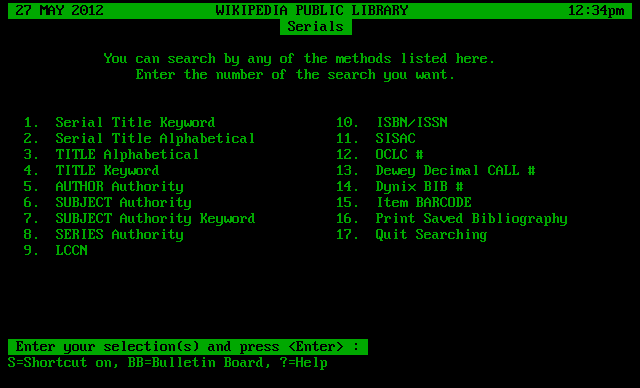 27 MAY 2012 WIKIPEDIA PUBLIC LIBRARY 12:34pm
Serials
You can search by any of the methods listed here.
Enter the number of the search you want.
1. Serial Title Keyword 10. ISBN/ISSN
2. Serial Title Alphabetical 11. SISAC
3. TITLE Alphabetical 12. OCLC #
4. TITLE Keyword 13. Dewey Decimal CALL #
5. AUTHOR Authority 14. Dynix BIB #
6. SUBJECT Authority 15. Item BARCODE
7. SUBJECT Authority Keyword 16. Print Saved Bibliography
8. SERIES Authority 17. Quit Searching
9. LCCN
Enter your selection(s) and press <Enter> :
S=Shortcut on, BB=Bulletin Board, ?=Help